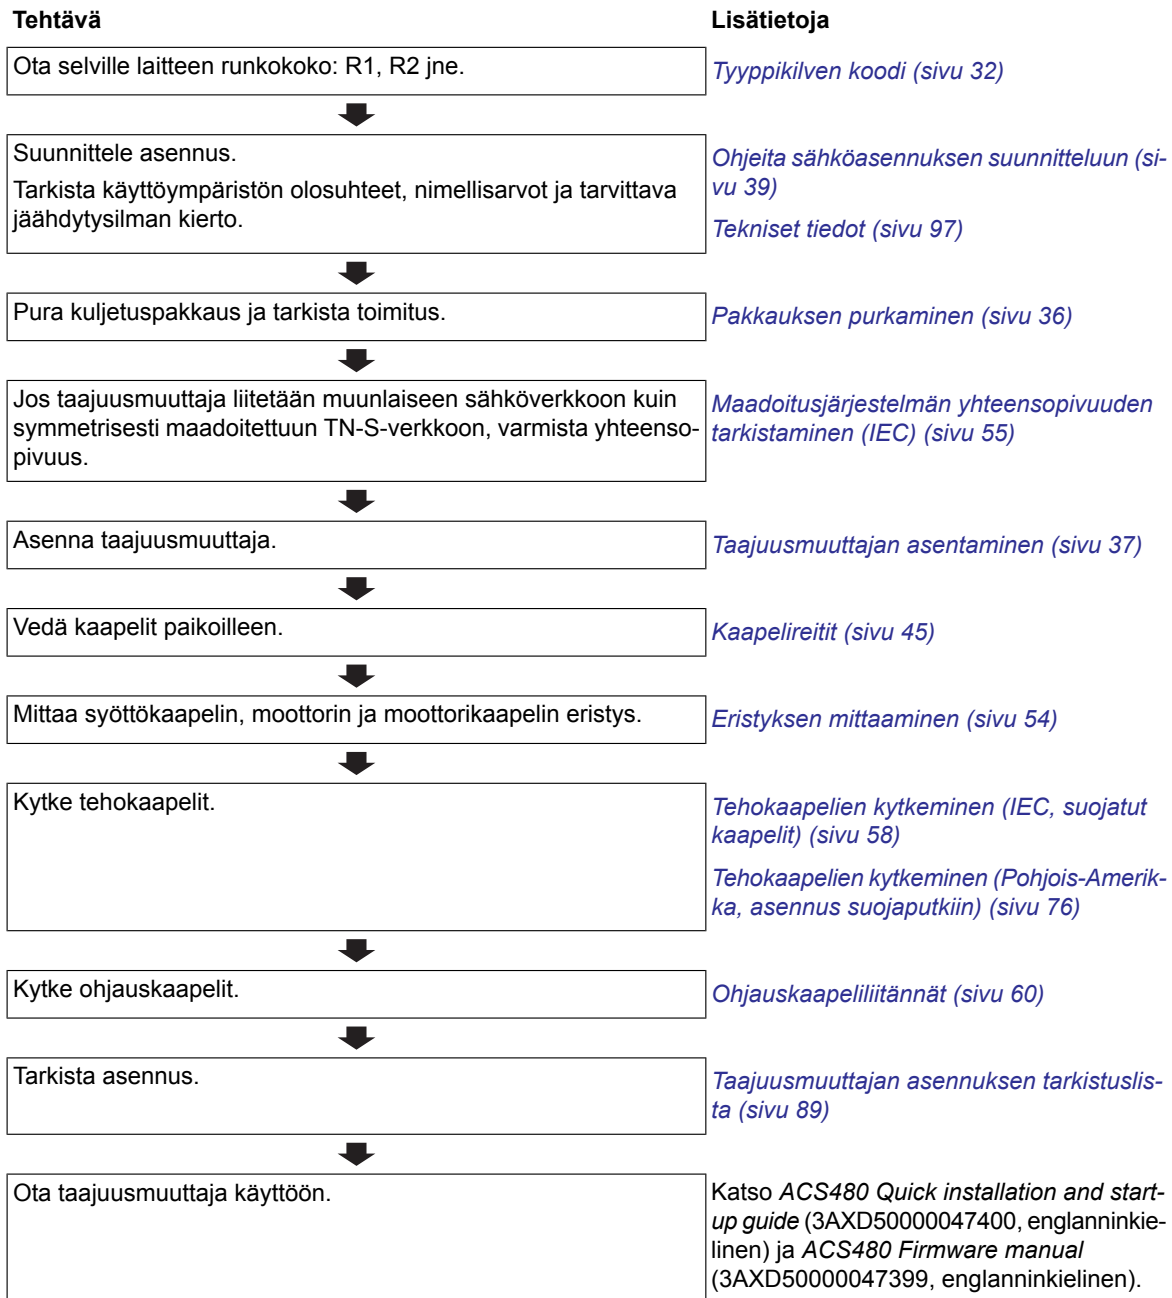 Tehtävä
Lisätietoja
Ota selville laitteen runkokoko: R1, R2 jne.
Tyyppikilven koodi (sivu 32)
Suunnittele asennus.
Tarkista käyttöympäristön olosuhteet, nimellisarvot ja tarvittava
jäähdytysilman kierto.
Ohjeita sähköasennuksen suunnitteluun (si-
vu 39)
Tekniset tiedot (sivu 97)
Pura kuljetuspakkaus ja tarkista toimitus.
Pakkauksen purkaminen (sivu 36)
Jos taajuusmuuttaja liitetään muunlaiseen sähköverkkoon kuin
symmetrisesti maadoitettuun TN-S-verkkoon, varmista yhteenso-
pivuus.
Maadoitusjärjestelmän yhteensopivuuden
tarkistaminen (IEC) (sivu 55)
Asenna taajuusmuuttaja.
Taajuusmuuttajan asentaminen (sivu 37)
Vedä kaapelit paikoilleen.
Kaapelireitit (sivu 45)
Mittaa syöttökaapelin, moottorin ja moottorikaapelin eristys.
Eristyksen mittaaminen (sivu 54)
Kytke tehokaapelit.
Tehokaapelien kytkeminen (IEC, suojatut
kaapelit) (sivu 58)
Tehokaapelien kytkeminen (Pohjois-Amerik-
ka, asennus suojaputkiin) (sivu 76)
Kytke ohjauskaapelit.
Ohjauskaapeliliitännät (sivu 60)
Tarkista asennus.
Taajuusmuuttajan asennuksen tarkistuslis-
ta (sivu 89)
Ota taajuusmuuttaja käyttöön.
Katso ACS480 Quick installation and start-
up guide (3AXD50000047400, englanninkie-
linen) ja ACS480 Firmware manual
(3AXD50000047399, englanninkielinen).